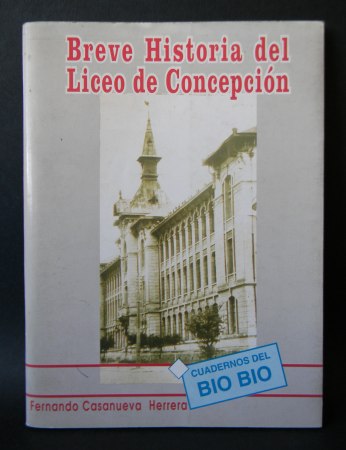 Breve Historia del
Liceo de Concepción
CUADERNOS DEL
BIO BIO
Fernando Casanueva Herrera